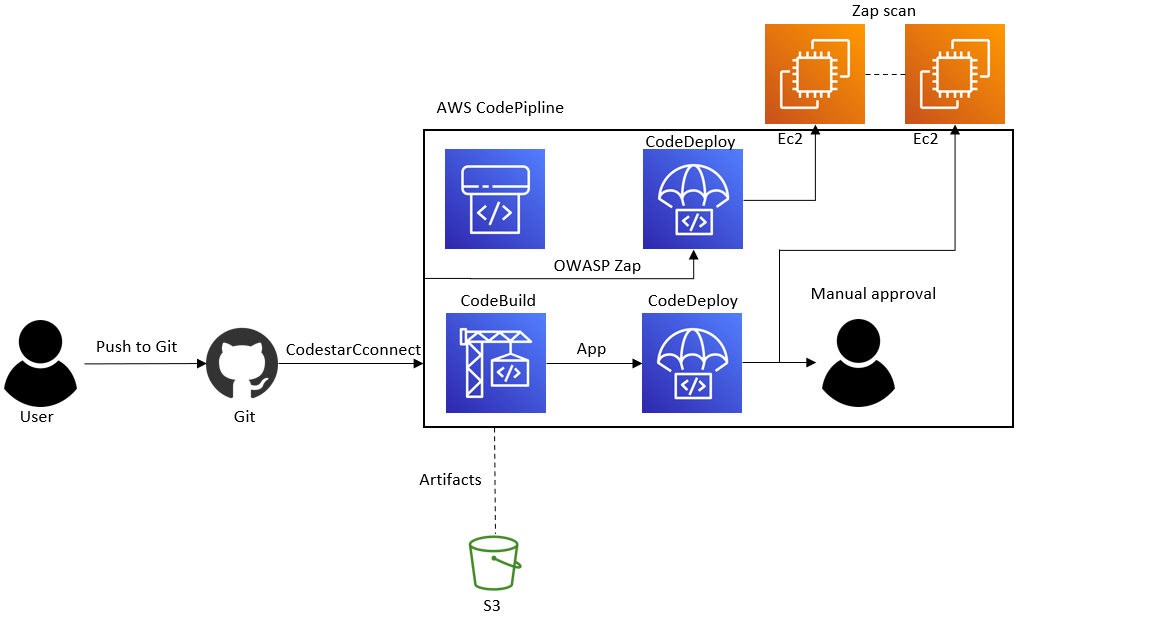 Zap scan
AWS CodePipline
CodeDeploy
Ec2
Ec2
OWASP Zap
CodeBuild
CodeDeploy
Manual approval
Push to Git
CodestarCconnect
App
User
Git
Artifacts
S3